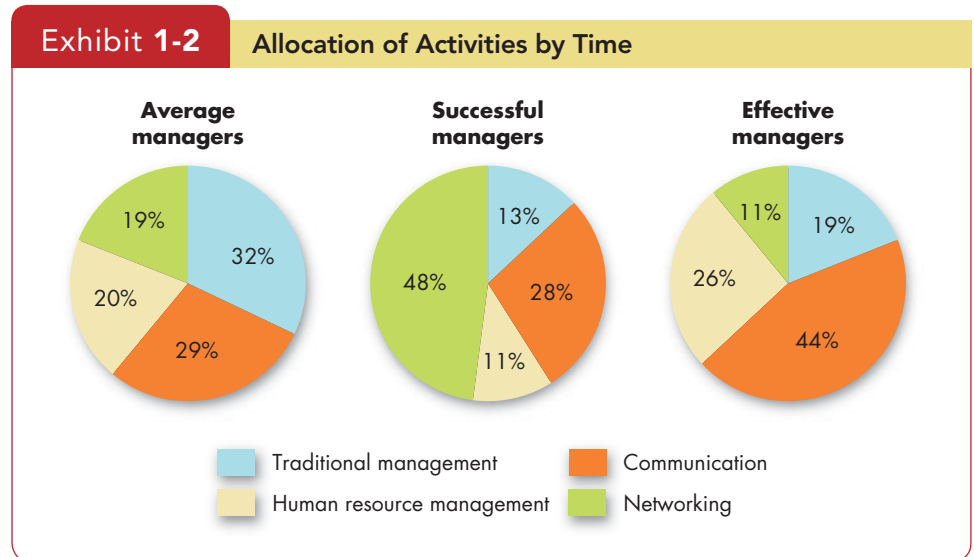 Exhibit 1-2
Allocation of Activities by Time
Average
managers
19%
32%
20%
29%
Successful
managers
13%
48%
28%
11%
Effective
managers
11%
19%
26%
44%
Traditional management
Communication
Human resource management
Networking